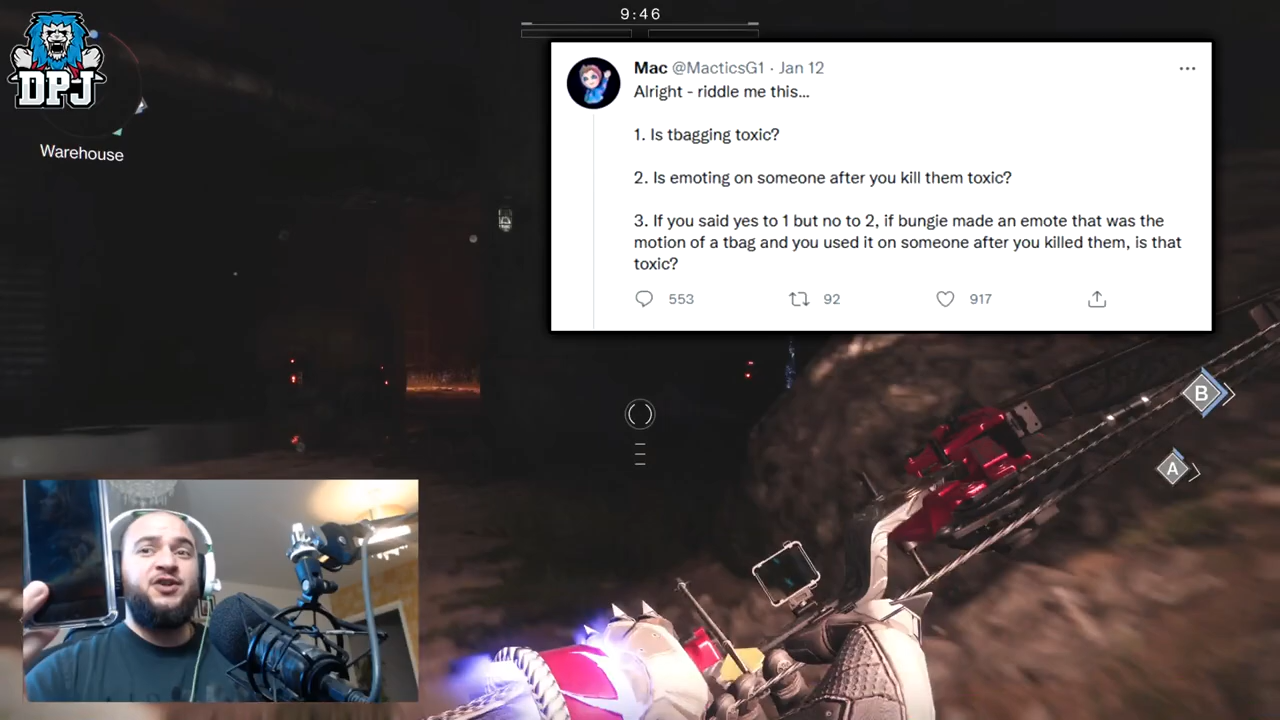 9:46
DPJ
Warehouse
Mac @MacticsG1 · Jan 12
Alright - riddle me this...
1. Is tbagging toxic?
2. Is emoting on someone after you kill them toxic?
3. If you said yes to 1 but no to 2, if bungie made an emote that was the
motion of a tbag and you used it on someone after you killed them, is that
toxic?
553
92
917
B
A